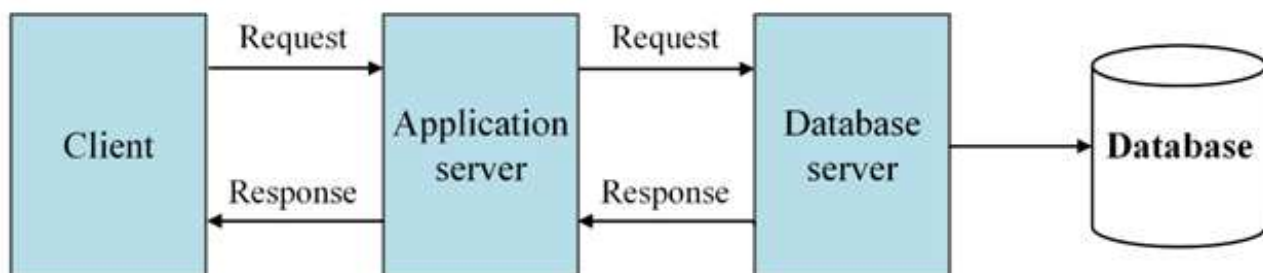 Request
Request
Client
Application
server
Database
server
Database
Response
Response